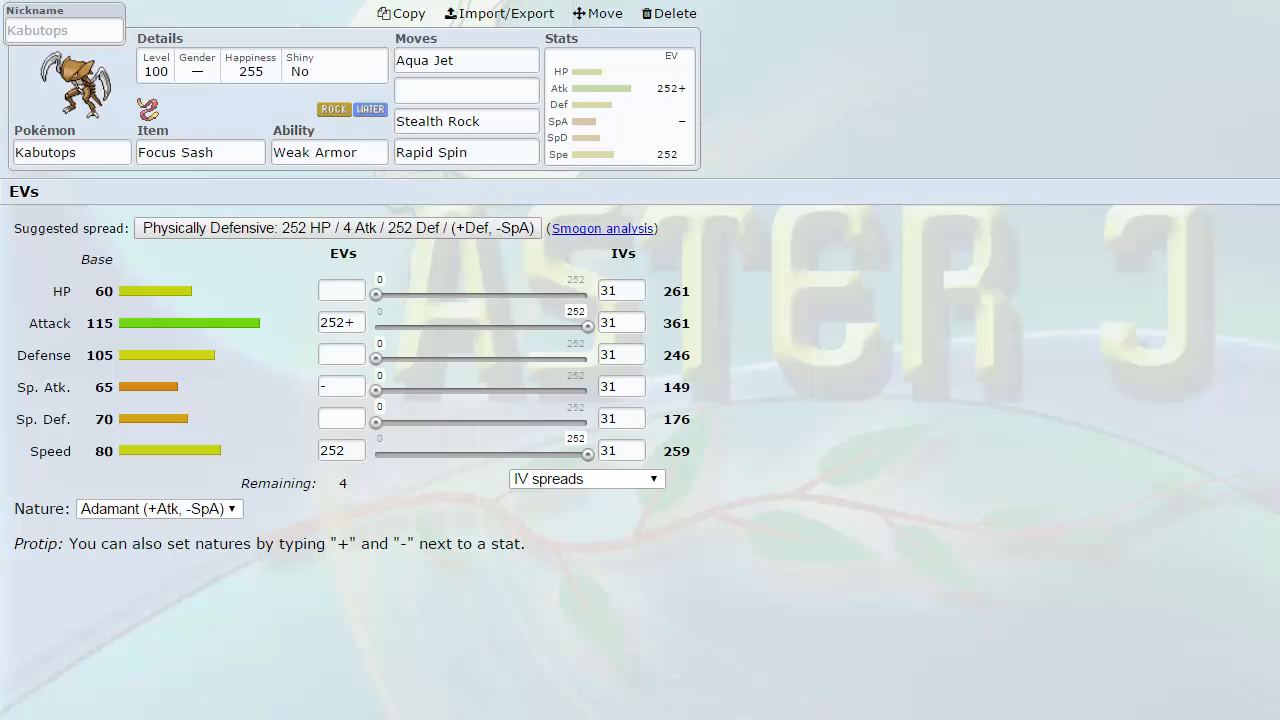 Nickname
Kabutops
Copy Import/Export Move Delete
Details
Level Gender Happiness Shiny
100 — 255 No
ROCK WATER
Pokémon Item Ability
Kabutops Focus Sash Weak Armor
Moves
Aqua Jet
Stealth Rock
Rapid Spin
Stats
EV
HP
Atk 252+
Def
SpA –
SpD
Spe 252
EVs
Suggested spread: Physically Defensive: 252 HP / 4 Atk / 252 Def / (+Def, -SpA) (Smogon analysis)
Base EVs IVs
HP 60 0 252 31 261
Attack 115 252+ 0 252 31 361
Defense 105 0 252 31 246
Sp. Atk. 65 - 0 252 31 149
Sp. Def. 70 0 252 31 176
Speed 80 252 0 252 31 259
Remaining: 4 IV spreads
Nature: Adamant (+Atk, -SpA)
Protip: You can also set natures by typing "+" and "-" next to a stat.
ASTER J